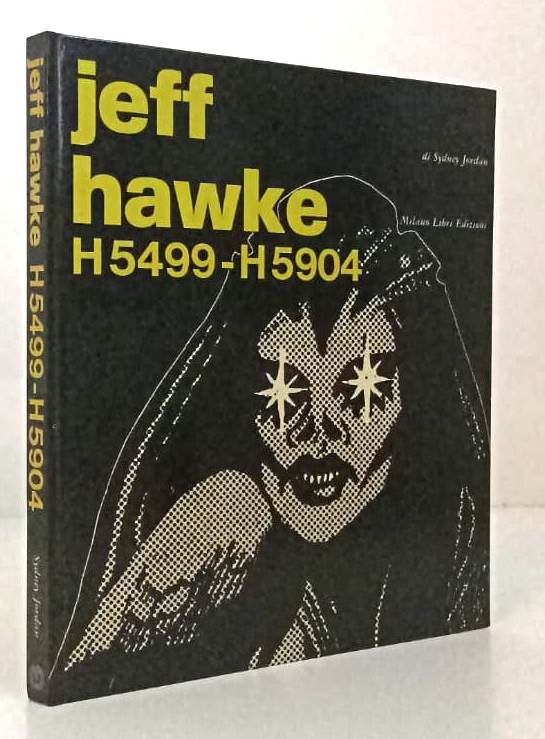 jeff
hawke
H5499-H5904
di Sydney Jordan
Milano Libri Edizioni
jeff hawke H5499-H5904
Sydney Jordan